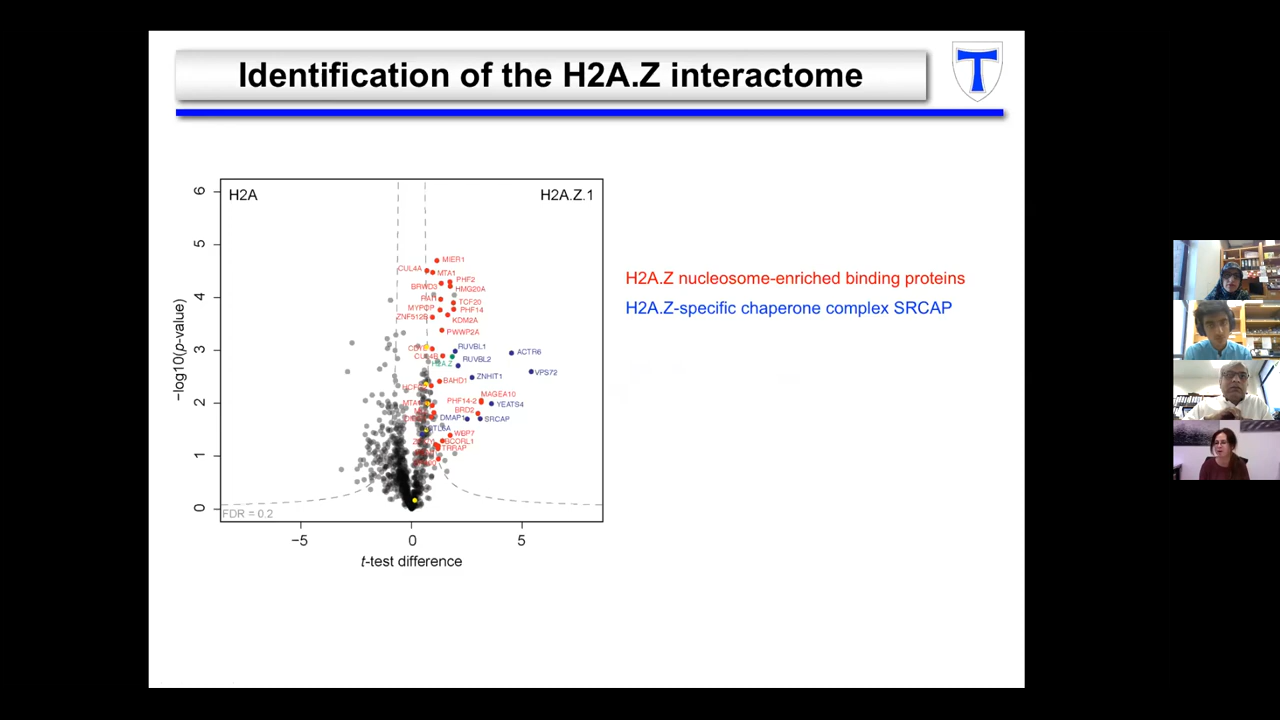 Identification of the H2A.Z interactome
T
H2A
H2A.Z.1
H2A.Z nucleosome-enriched binding proteins
H2A.Z-specific chaperone complex SRCAP
−log10(p-value)
6
5
4
3
2
1
0
MIER1
CUL4A
MTA1
PHF2
BRWD3
HMG20A
TCF20
MYPOP
PHF14
ZNF512B
KDM2A
PWWP2A
RUVBL1
ACTR6
CUL4B
RUVBL2
H2A.Z
VPS72
ZNHIT1
BAHD1
MAGEA10
PHF14-2
YEATS4
BRD2
DMAP1
SRCAP
WBP7
BCORL1
TRRAP
FDR = 0.2
−5
0
5
t-test difference